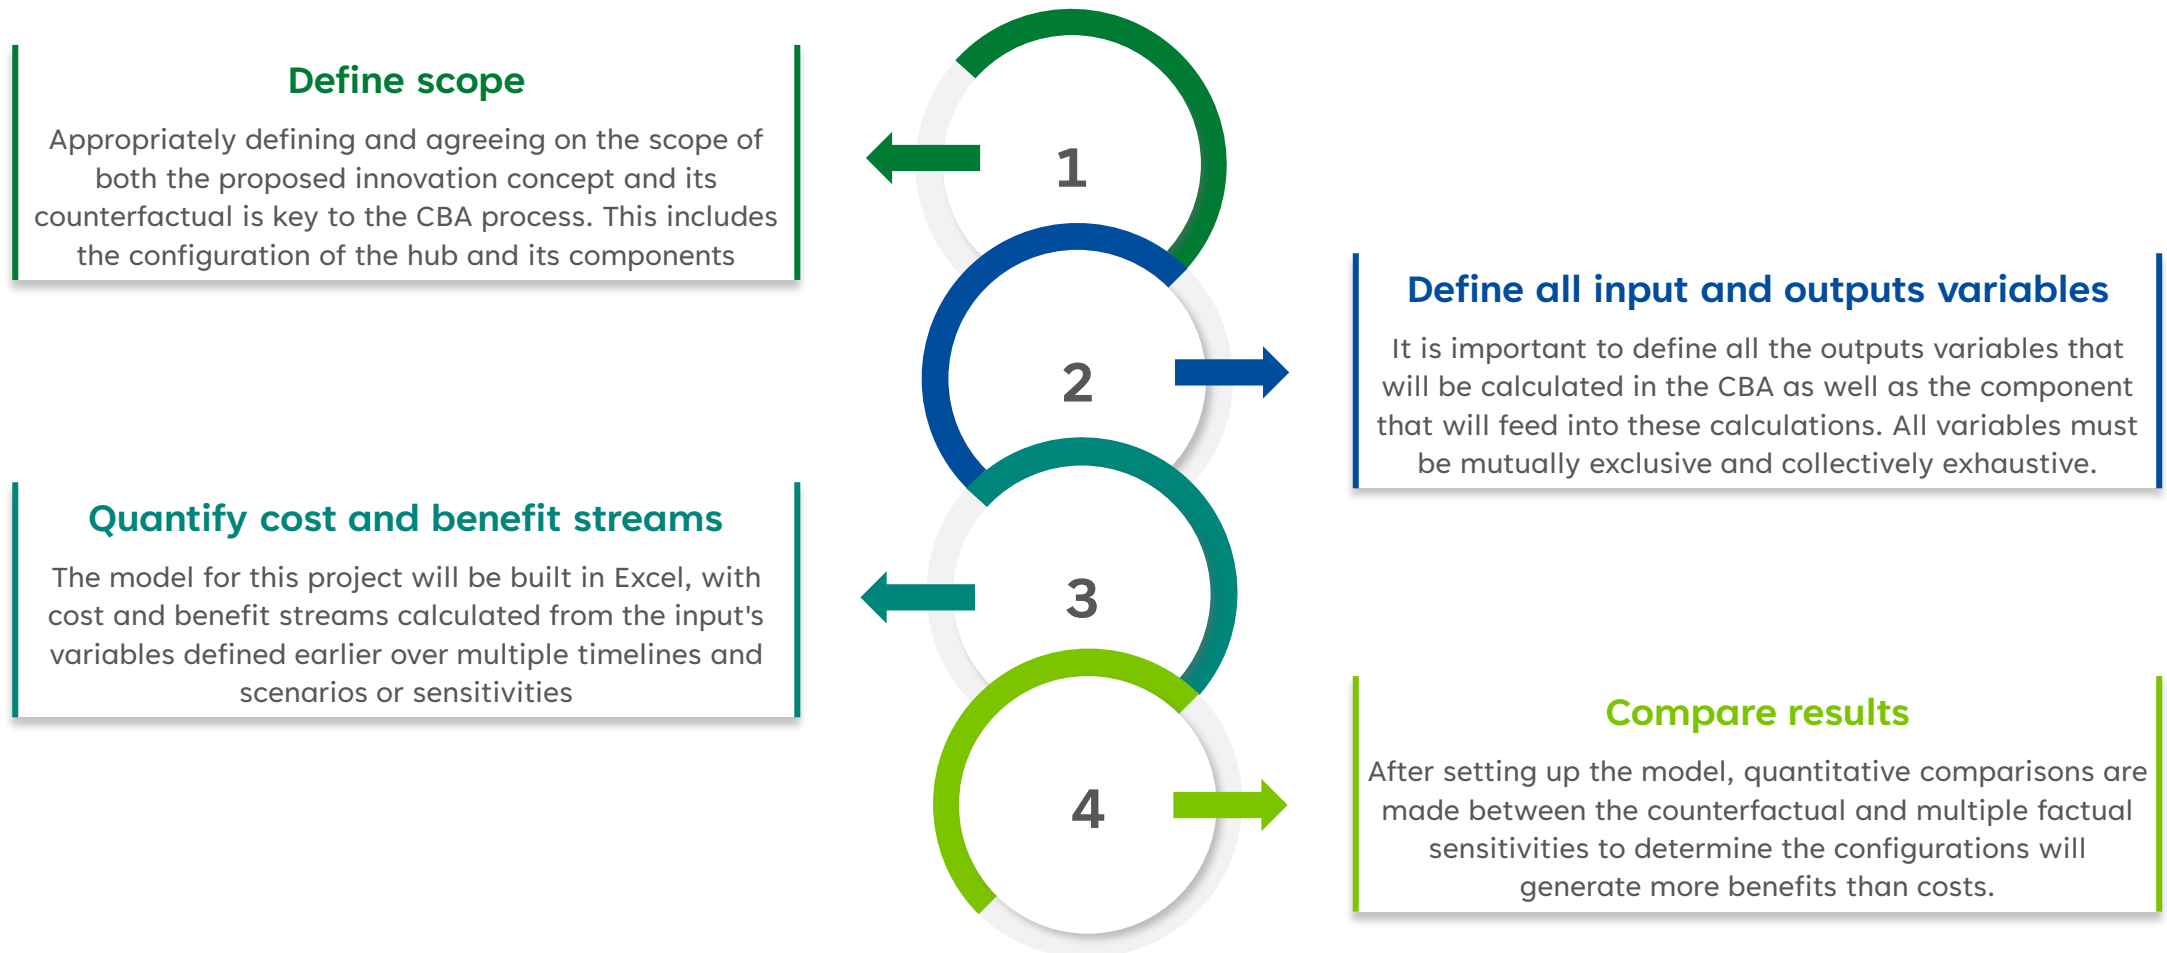 1
Define scope
Appropriately defining and agreeing on the scope of
both the proposed innovation concept and its
counterfactual is key to the CBA process. This includes
the configuration of the hub and its components
2
Define all input and outputs variables
It is important to define all the outputs variables that
will be calculated in the CBA as well as the component
that will feed into these calculations. All variables must
be mutually exclusive and collectively exhaustive.
3
Quantify cost and benefit streams
The model for this project will be built in Excel, with
cost and benefit streams calculated from the input's
variables defined earlier over multiple timelines and
scenarios or sensitivities
4
Compare results
After setting up the model, quantitative comparisons are
made between the counterfactual and multiple factual
sensitivities to determine the configurations will
generate more benefits than costs.